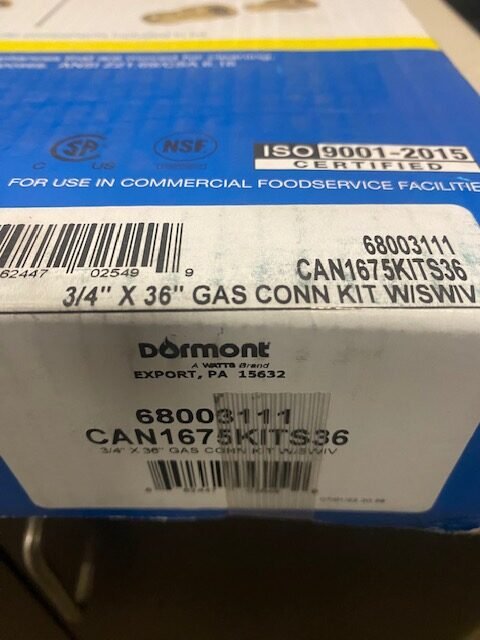 ANSI Z21.69/CSA 6.16
SP
C US
NSF
ISO 9001-2015
CERTIFIED
FOR USE IN COMMERCIAL FOODSERVICE FACILITIE
62447 02549 9
68003111
CAN1675KITS36
3/4" X 36" GAS CONN KIT W/SWIV
Dormont
A WATTS Brand
EXPORT, PA 15632
68003111
CAN1675KITS36
3/4" X 36" GAS CONN KIT W/SWIV